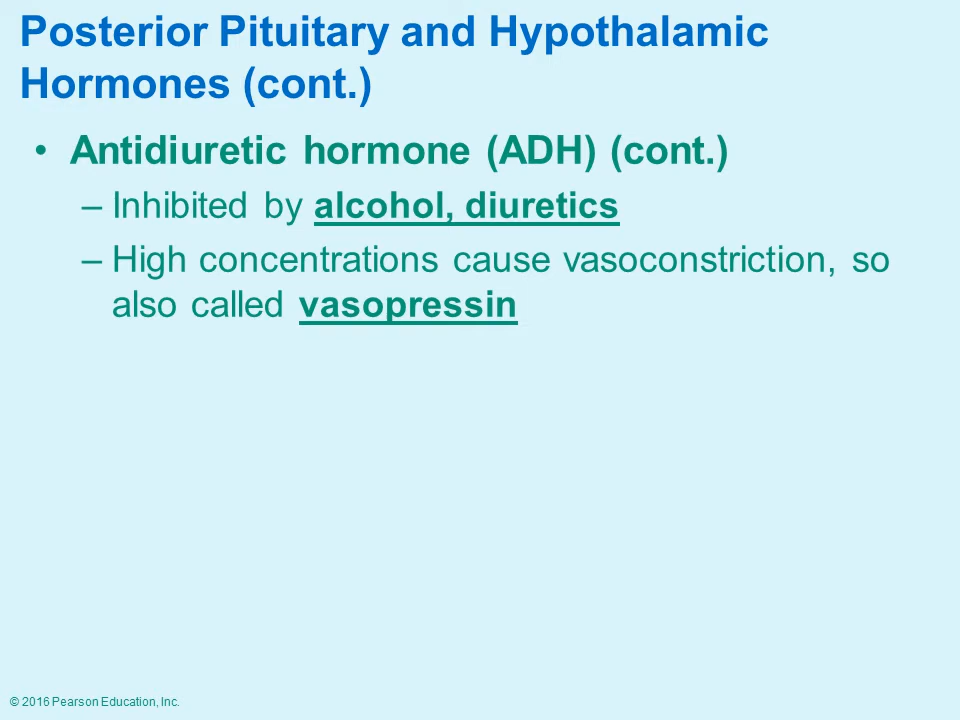 Posterior Pituitary and Hypothalamic
Hormones (cont.)
• Antidiuretic hormone (ADH) (cont.)
– Inhibited by alcohol, diuretics
– High concentrations cause vasoconstriction, so
also called vasopressin
© 2016 Pearson Education, Inc.